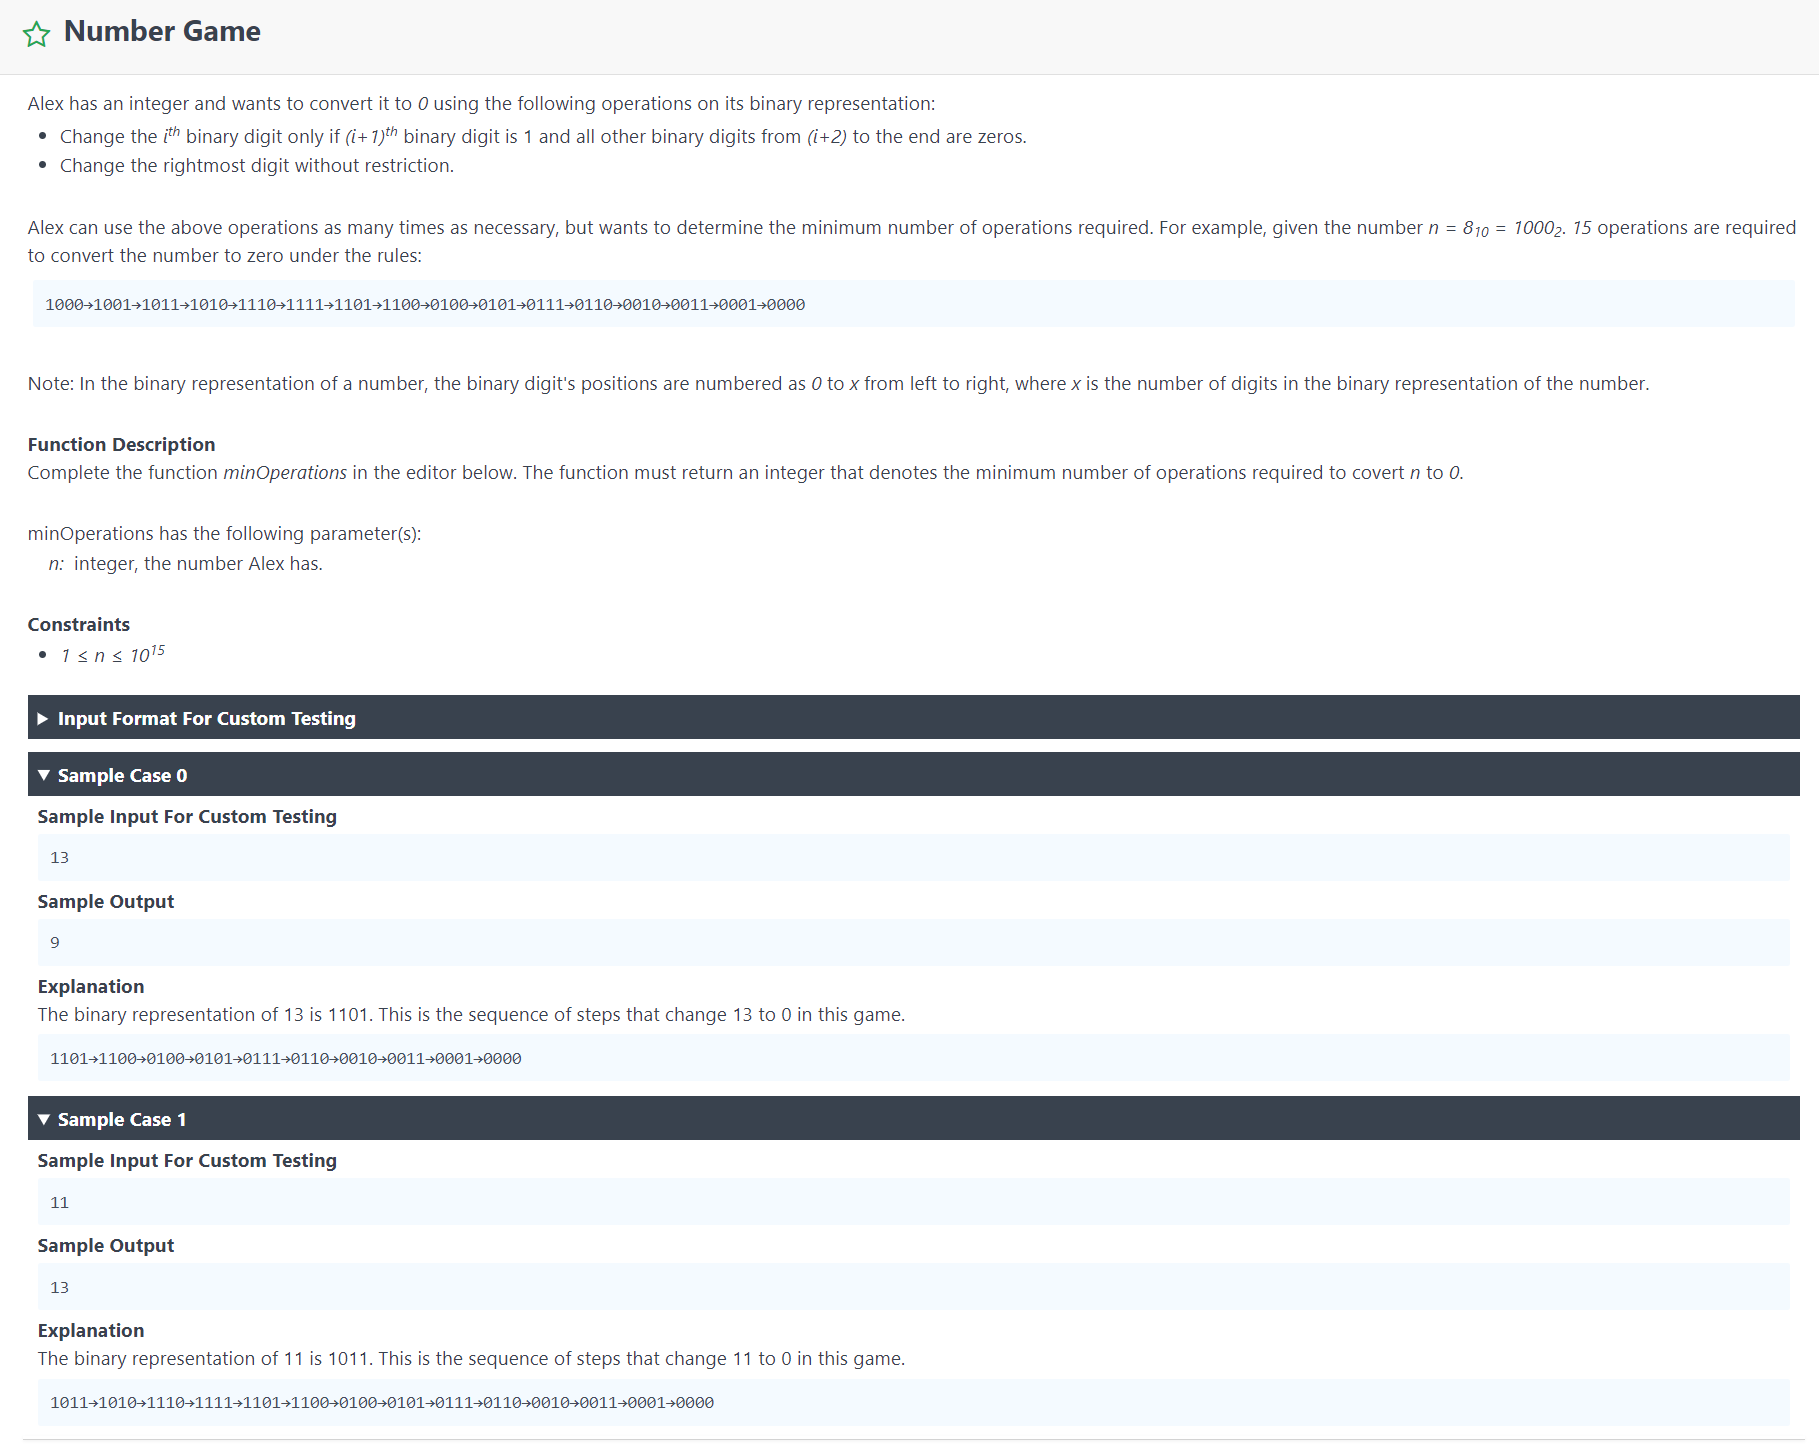 Number Game
Alex has an integer and wants to convert it to 0 using the following operations on its binary representation:
• Change the iᵗʰ binary digit only if (i+1)ᵗʰ binary digit is 1 and all other binary digits from (i+2) to the end are zeros.
• Change the rightmost digit without restriction.
Alex can use the above operations as many times as necessary, but wants to determine the minimum number of operations required. For example, given the number n = 8₁₀ = 1000₂. 15 operations are required
to convert the number to zero under the rules:
1000→1001→1011→1010→1110→1111→1101→1100→0100→0101→0111→0110→0010→0011→0001→0000
Note: In the binary representation of a number, the binary digit's positions are numbered as 0 to x from left to right, where x is the number of digits in the binary representation of the number.
Function Description
Complete the function minOperations in the editor below. The function must return an integer that denotes the minimum number of operations required to covert n to 0.
minOperations has the following parameter(s):
n: integer, the number Alex has.
Constraints
• 1 ≤ n ≤ 10¹⁵
▶ Input Format For Custom Testing
▼ Sample Case 0
Sample Input For Custom Testing
13
Sample Output
9
Explanation
The binary representation of 13 is 1101. This is the sequence of steps that change 13 to 0 in this game.
1101→1100→0100→0101→0111→0110→0010→0011→0001→0000
▼ Sample Case 1
Sample Input For Custom Testing
11
Sample Output
13
Explanation
The binary representation of 11 is 1011. This is the sequence of steps that change 11 to 0 in this game.
1011→1010→1110→1111→1101→1100→0100→0101→0111→0110→0010→0011→0001→0000